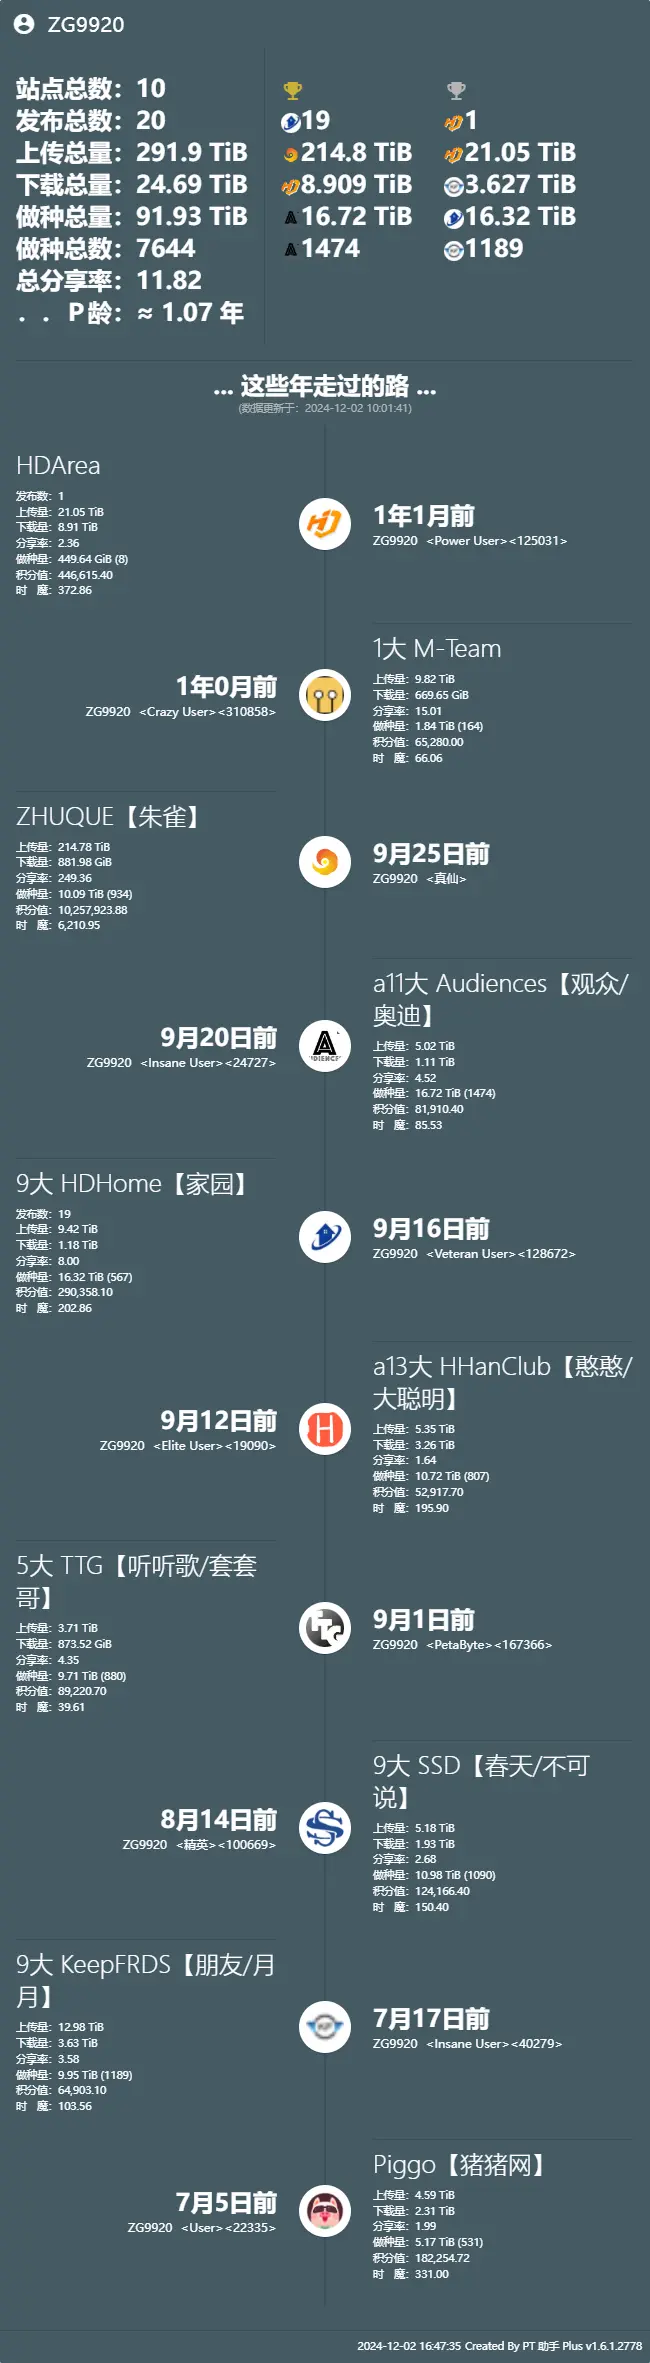 ZG9920
站点总数：10
发布总数：20
上传总量：291.9 TiB
下载总量：24.69 TiB
做种总量：91.93 TiB
做种总数：7644
总分享率：11.82
．．P龄：≈ 1.07 年
19
214.8 TiB
8.909 TiB
16.72 TiB
1474
1
21.05 TiB
3.627 TiB
16.32 TiB
1189
... 这些年走过的路 ...
(数据更新于：2024-12-02 10:01:41)
HDArea
发布数：1
上传量：21.05 TiB
下载量：8.91 TiB
分享率：2.36
做种量：449.64 GiB (8)
积分值：446,615.40
时　魔：372.86
1年1月前
ZG9920 <Power User><125031>
1大 M-Team
上传量：9.82 TiB
下载量：669.65 GiB
分享率：15.01
做种量：1.84 TiB (164)
积分值：65,280.00
时　魔：66.06
1年0月前
ZG9920 <Crazy User><310858>
ZHUQUE【朱雀】
上传量：214.78 TiB
下载量：881.98 GiB
分享率：249.36
做种量：10.09 TiB (934)
积分值：10,257,923.88
时　魔：6,210.95
9月25日前
ZG9920 <真仙>
a11大 Audiences【观众/
奥迪】
上传量：5.02 TiB
下载量：1.11 TiB
分享率：4.52
做种量：16.72 TiB (1474)
积分值：81,910.40
时　魔：85.53
9月20日前
ZG9920 <Insane User><24727>
9大 HDHome【家园】
发布数：19
上传量：9.42 TiB
下载量：1.18 TiB
分享率：8.00
做种量：16.32 TiB (567)
积分值：290,358.10
时　魔：202.86
9月16日前
ZG9920 <Veteran User><128672>
a13大 HHanClub【憨憨/
大聪明】
上传量：5.35 TiB
下载量：3.26 TiB
分享率：1.64
做种量：10.72 TiB (807)
积分值：52,917.70
时　魔：195.90
9月12日前
ZG9920 <Elite User><19090>
5大 TTG【听听歌/套套
哥】
上传量：3.71 TiB
下载量：873.52 GiB
分享率：4.35
做种量：9.71 TiB (880)
积分值：89,220.70
时　魔：39.61
9月1日前
ZG9920 <PetaByte><167366>
9大 SSD【春天/不可
说】
上传量：5.18 TiB
下载量：1.93 TiB
分享率：2.68
做种量：10.98 TiB (1090)
积分值：124,166.40
时　魔：150.40
8月14日前
ZG9920 <精英><100669>
9大 KeepFRDS【朋友/月
月】
上传量：12.98 TiB
下载量：3.63 TiB
分享率：3.58
做种量：9.95 TiB (1189)
积分值：64,903.10
时　魔：103.56
7月17日前
ZG9920 <Insane User><40279>
Piggo【猪猪网】
上传量：4.59 TiB
下载量：2.31 TiB
分享率：1.99
做种量：5.17 TiB (531)
积分值：182,254.72
时　魔：331.00
7月5日前
ZG9920 <User><22335>
2024-12-02 16:47:35 Created By PT 助手 Plus v1.6.1.2778